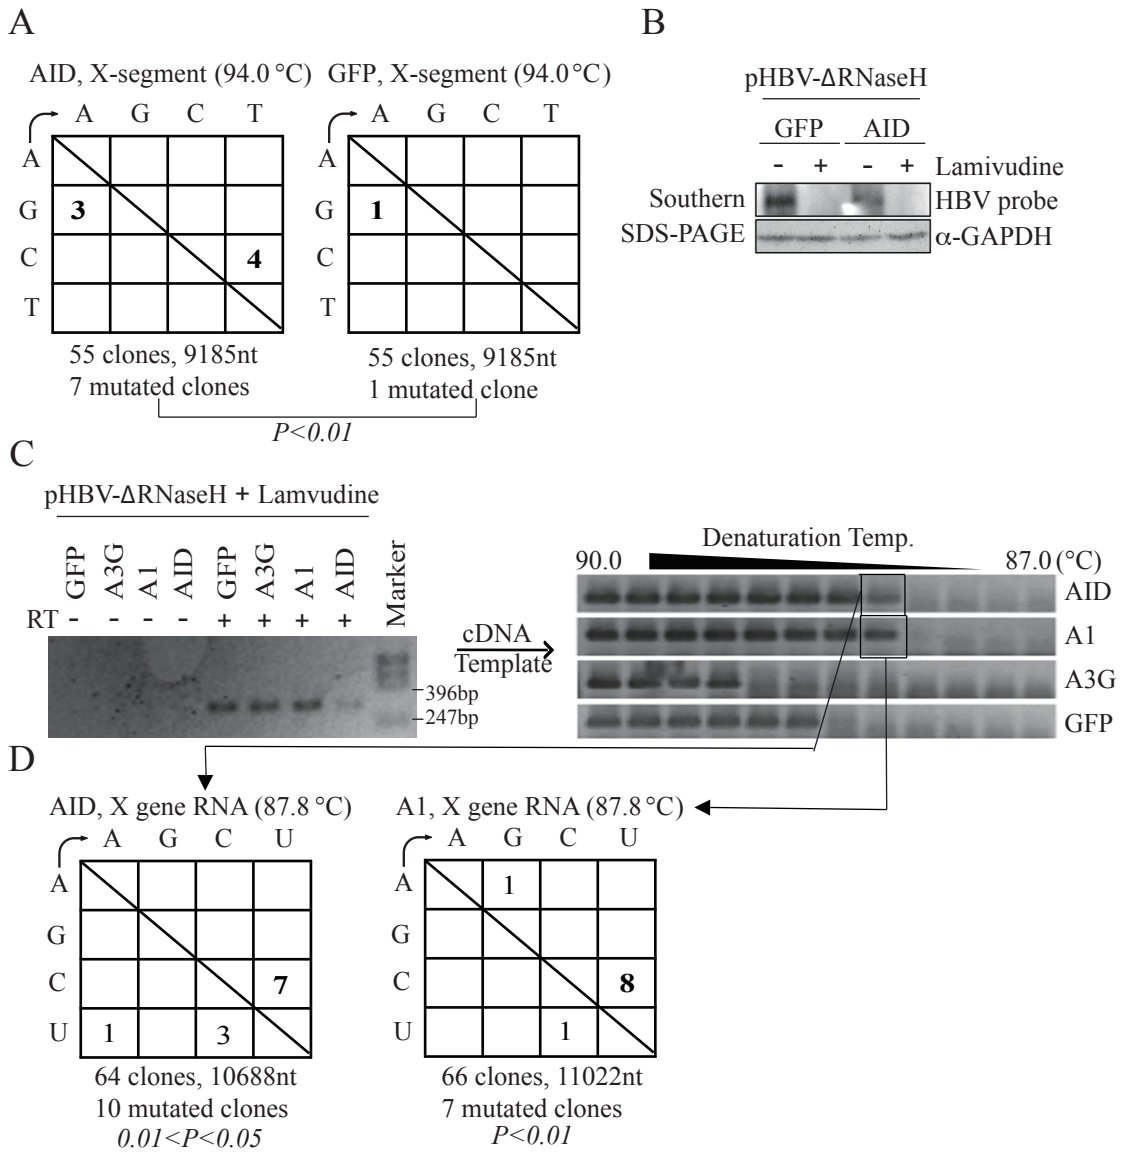 A
AID, X-segment (94.0 °C)
A G C T
A
G 3
C 4
T
55 clones, 9185nt
7 mutated clones
GFP, X-segment (94.0 °C)
A G C T
A
G 1
C
T
55 clones, 9185nt
1 mutated clone
P<0.01
B
pHBV-ΔRNaseH
GFP AID
- + - + Lamivudine
Southern HBV probe
SDS-PAGE α-GAPDH
C
pHBV-ΔRNaseH + Lamvudine
GFP A3G A1 AID GFP A3G A1 AID Marker
RT - - - - + + + +
396bp
247bp
cDNA
Template
Denaturation Temp.
90.0 87.0 (°C)
AID
A1
A3G
GFP
D
AID, X gene RNA (87.8 °C)
A G C U
A
G
C 7
U 1 3
64 clones, 10688nt
10 mutated clones
0.01<P<0.05
A1, X gene RNA (87.8 °C)
A G C U
A 1
G
C 8
U 1
66 clones, 11022nt
7 mutated clones
P<0.01